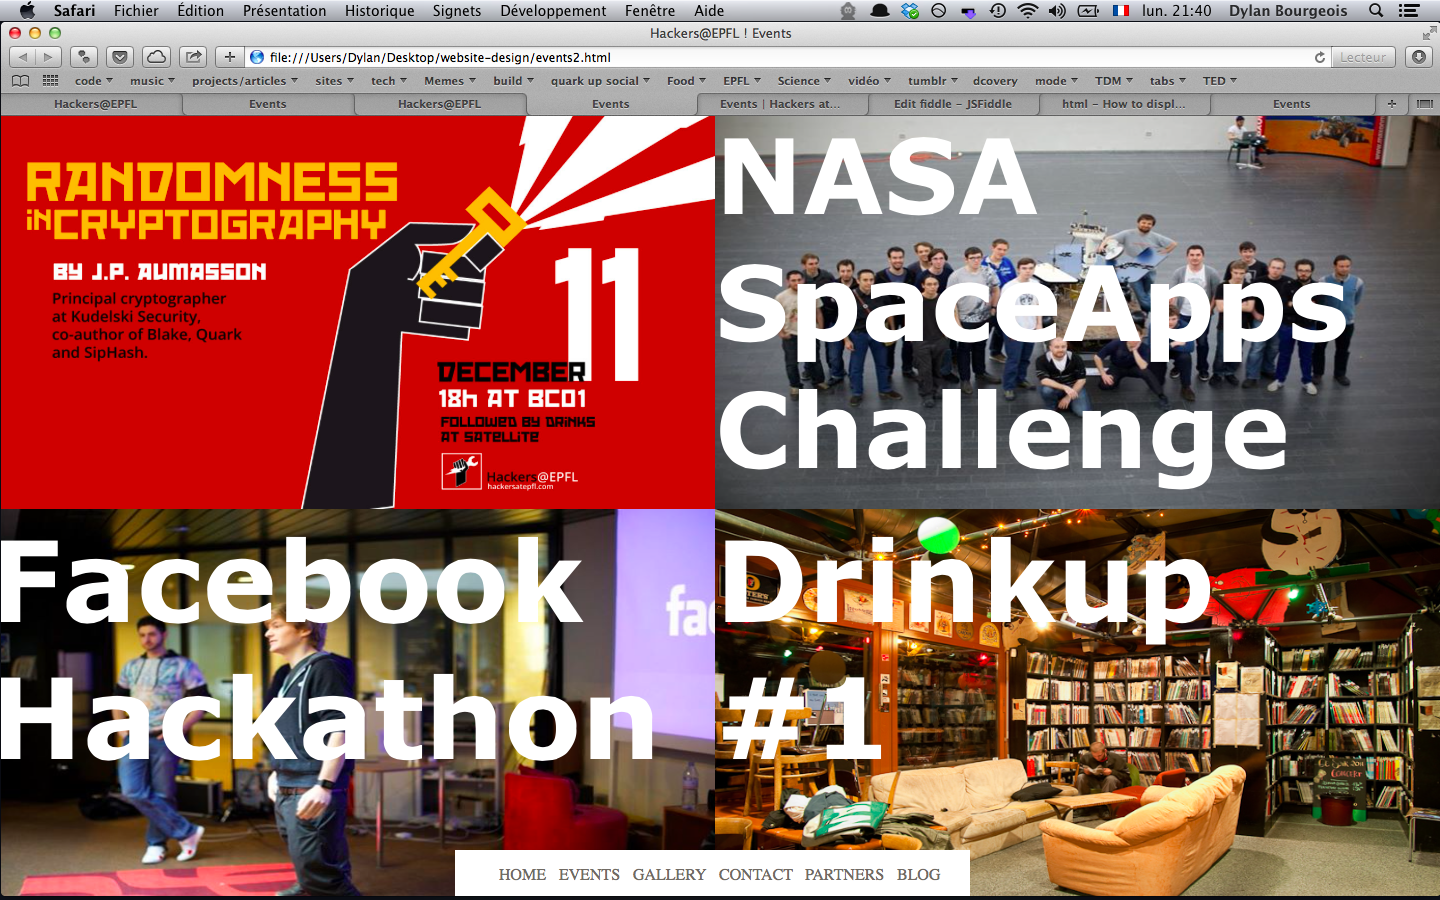 Safari Fichier Édition Présentation Historique Signets Développement Fenêtre Aide lun. 21:40 Dylan Bourgeois
Hackers@EPFL ! Events
file:///Users/Dylan/Desktop/website-design/events2.html Lecteur
code music projects/articles sites tech Memes build quark up social Food EPFL Science vidéo tumblr dcovery mode TDM tabs TED
Hackers@EPFL Events Hackers@EPFL Events Events | Hackers at... Edit fiddle - JSFiddle html - How to displ... Events
RANDOMNESS
in CRYPTOGRAPHY
BY J.P. AUMASSON
Principal cryptographer
at Kudelski Security,
co-author of Blake, Quark
and SipHash.
11
DECEMBER
18h AT BC01
FOLLOWED BY DRINKS
AT SATELLITE
Hackers@EPFL
hackersatepfl.com
NASA
SpaceApps
Challenge
Facebook
Hackathon
fac
Drinkup
#1
CONCERT
HOME EVENTS GALLERY CONTACT PARTNERS BLOG